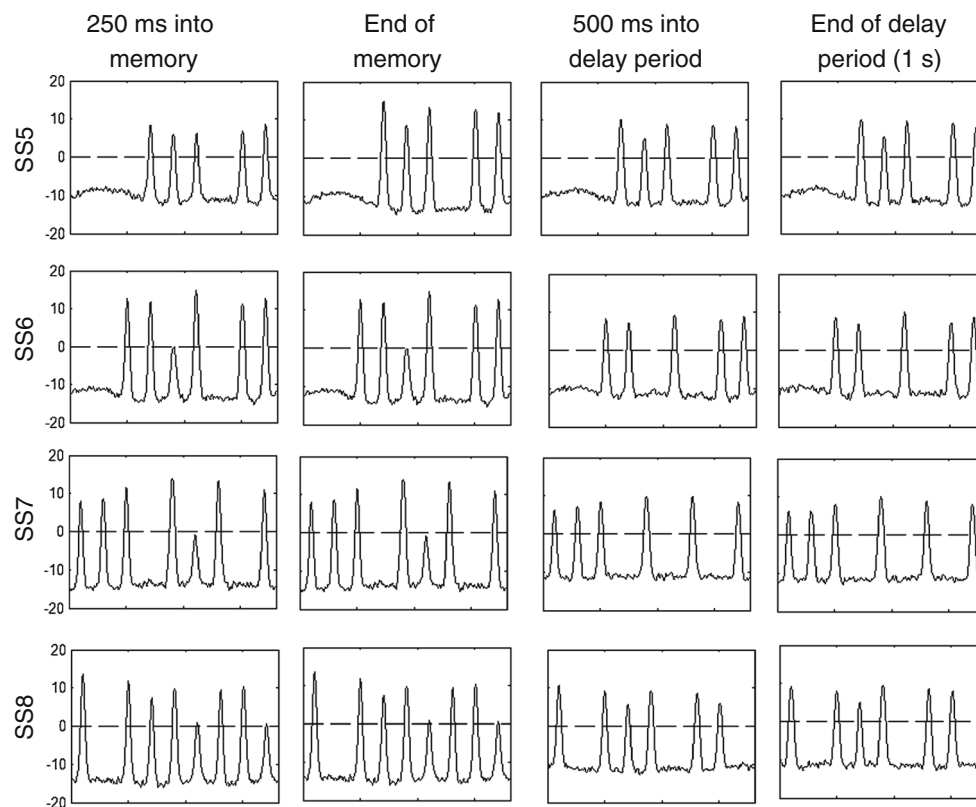 250 ms into
memory
End of
memory
500 ms into
delay period
End of delay
period (1 s)
SS5
20
10
0
-10
-20
SS6
20
10
0
-10
-20
SS7
20
10
0
-10
-20
SS8
20
10
0
-10
-20